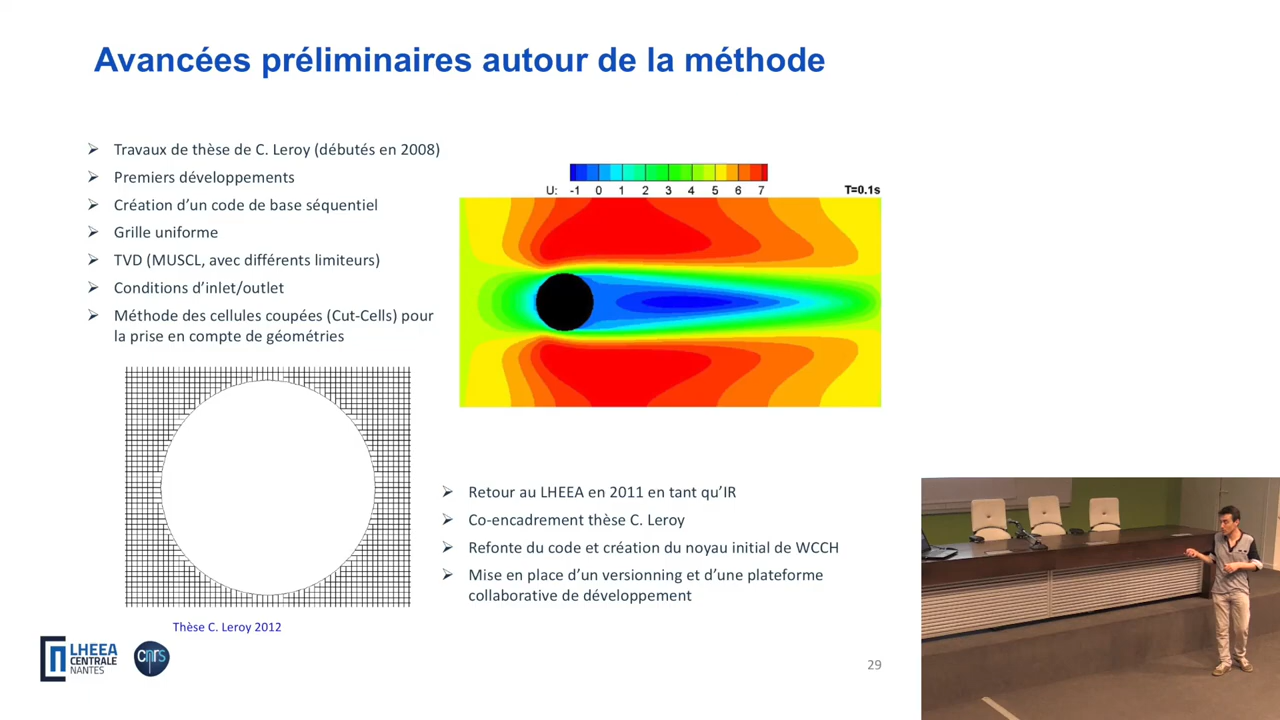 Avancées préliminaires autour de la méthode
Travaux de thèse de C. Leroy (débutés en 2008)
Premiers développements
Création d’un code de base séquentiel
Grille uniforme
TVD (MUSCL, avec différents limiteurs)
Conditions d’inlet/outlet
Méthode des cellules coupées (Cut-Cells) pour
la prise en compte de géométries
U: -1 0 1 2 3 4 5 6 7
T=0.1s
Retour au LHEEA en 2011 en tant qu’IR
Co-encadrement thèse C. Leroy
Refonte du code et création du noyau initial de WCCH
Mise en place d’un versionning et d’une plateforme
collaborative de développement
Thèse C. Leroy 2012
LHEEA
CENTRALE
NANTES
cnrs
29